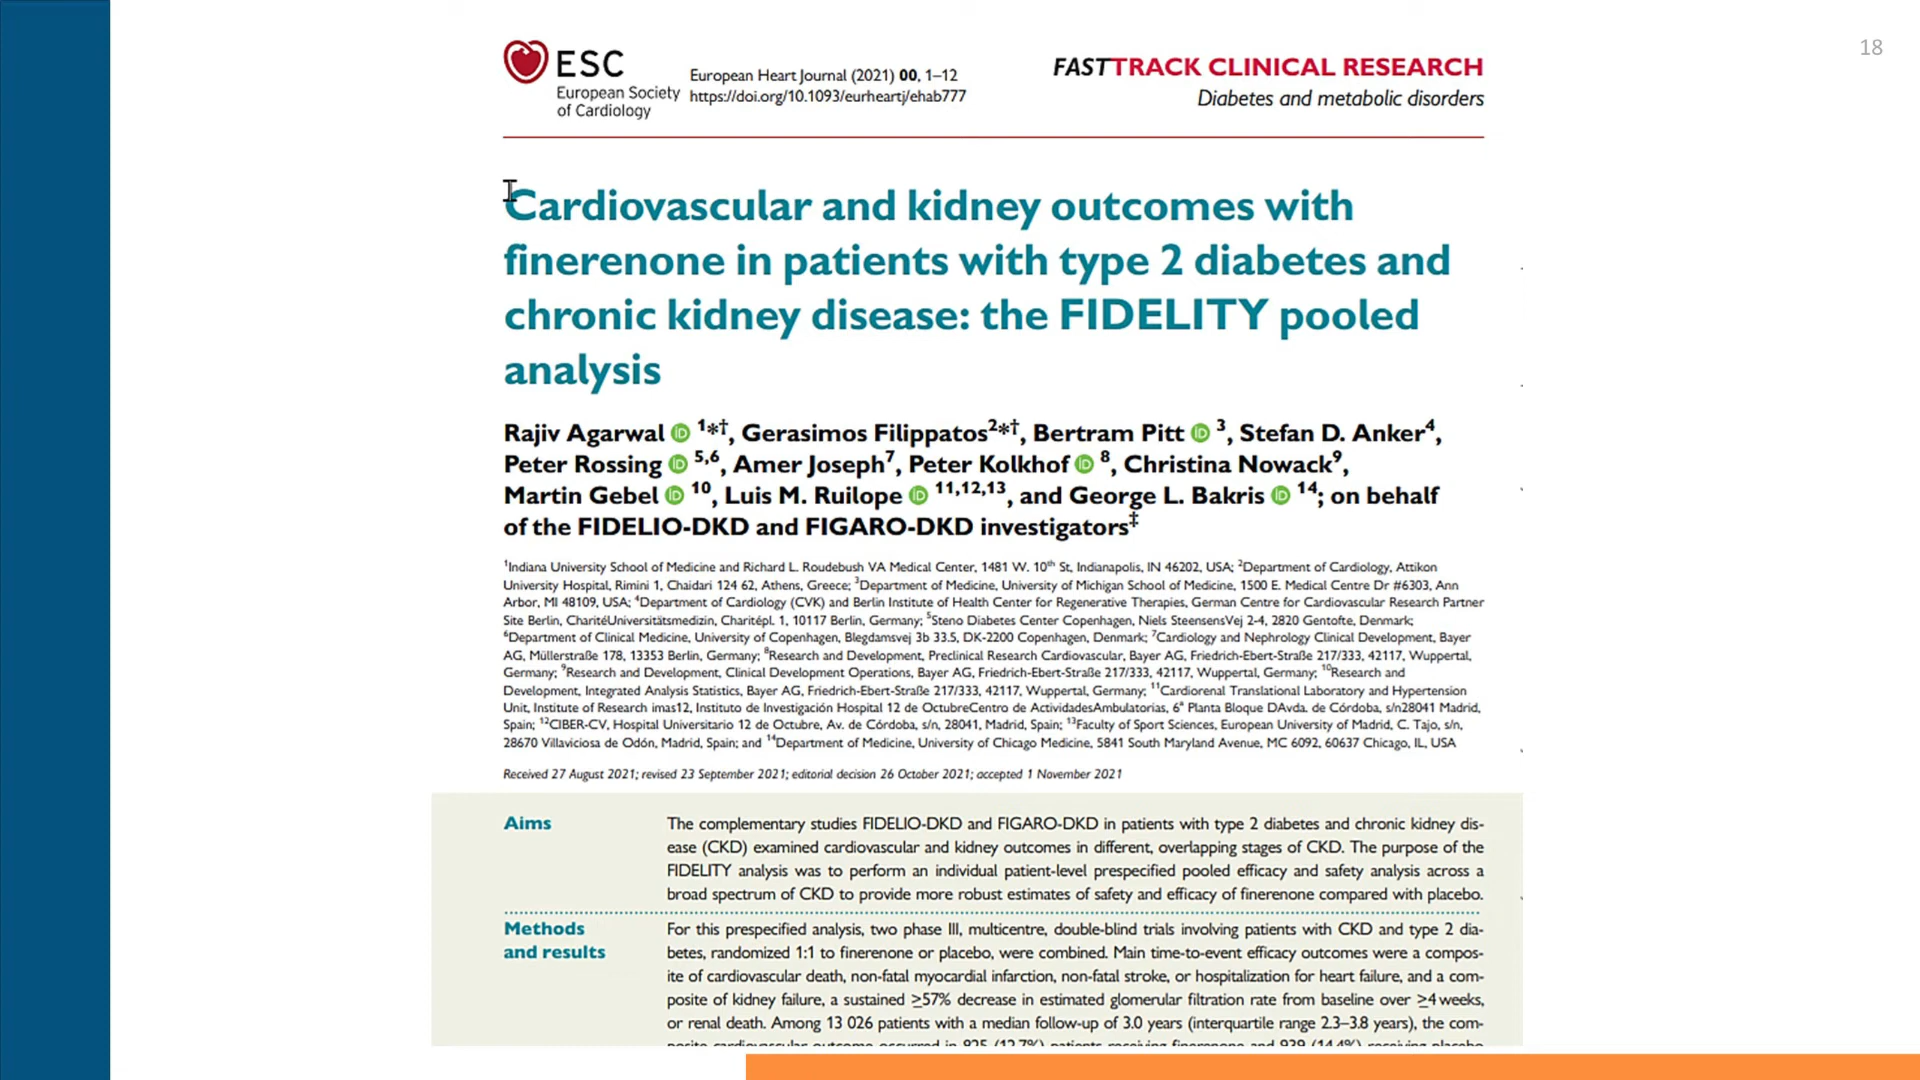 18
ESC
European Society
of Cardiology
European Heart Journal (2021) 00, 1–12
https://doi.org/10.1093/eurheartj/ehab777
FASTTRACK CLINICAL RESEARCH
Diabetes and metabolic disorders
Cardiovascular and kidney outcomes with
finerenone in patients with type 2 diabetes and
chronic kidney disease: the FIDELITY pooled
analysis
Rajiv Agarwal iD 1*†, Gerasimos Filippatos2*†, Bertram Pitt iD 3, Stefan D. Anker4,
Peter Rossing iD 5,6, Amer Joseph7, Peter Kolkhof iD 8, Christina Nowack9,
Martin Gebel iD 10, Luis M. Ruilope iD 11,12,13, and George L. Bakris iD 14; on behalf
of the FIDELIO-DKD and FIGARO-DKD investigators‡
1Indiana University School of Medicine and Richard L. Roudebush VA Medical Center, 1481 W. 10th St, Indianapolis, IN 46202, USA; 2Department of Cardiology, Attikon
University Hospital, Rimini 1, Chaidari 124 62, Athens, Greece; 3Department of Medicine, University of Michigan School of Medicine, 1500 E. Medical Centre Dr #6303, Ann
Arbor, MI 48109, USA; 4Department of Cardiology (CVK) and Berlin Institute of Health Center for Regenerative Therapies, German Centre for Cardiovascular Research Partner
Site Berlin, CharitéUniversitätsmedizin, Charitépl. 1, 10117 Berlin, Germany; 5Steno Diabetes Center Copenhagen, Niels SteensensVej 2-4, 2820 Gentofte, Denmark;
6Department of Clinical Medicine, University of Copenhagen, Blegdamsvej 3b 33.5, DK-2200 Copenhagen, Denmark; 7Cardiology and Nephrology Clinical Development, Bayer
AG, Müllerstraße 178, 13353 Berlin, Germany; 8Research and Development, Preclinical Research Cardiovascular, Bayer AG, Friedrich-Ebert-Straße 217/333, 42117, Wuppertal,
Germany; 9Research and Development, Clinical Development Operations, Bayer AG, Friedrich-Ebert-Straße 217/333, 42117, Wuppertal, Germany; 10Research and
Development, Integrated Analysis Statistics, Bayer AG, Friedrich-Ebert-Straße 217/333, 42117, Wuppertal, Germany; 11Cardiorenal Translational Laboratory and Hypertension
Unit, Institute of Research imas12, Instituto de Investigación Hospital 12 de OctubreCentro de ActividadesAmbulatorias, 6ª Planta Bloque DAvda. de Córdoba, s/n28041 Madrid,
Spain; 12CIBER-CV, Hospital Universitario 12 de Octubre, Av. de Córdoba, s/n, 28041, Madrid, Spain; 13Faculty of Sport Sciences, European University of Madrid, C. Tajo, s/n,
28670 Villaviciosa de Odón, Madrid, Spain; and 14Department of Medicine, University of Chicago Medicine, 5841 South Maryland Avenue, MC 6092, 60637 Chicago, IL, USA
Received 27 August 2021; revised 23 September 2021; editorial decision 26 October 2021; accepted 1 November 2021
Aims
The complementary studies FIDELIO-DKD and FIGARO-DKD in patients with type 2 diabetes and chronic kidney dis-
ease (CKD) examined cardiovascular and kidney outcomes in different, overlapping stages of CKD. The purpose of the
FIDELITY analysis was to perform an individual patient-level prespecified pooled efficacy and safety analysis across a
broad spectrum of CKD to provide more robust estimates of safety and efficacy of finerenone compared with placebo.
Methods
and results
For this prespecified analysis, two phase III, multicentre, double-blind trials involving patients with CKD and type 2 dia-
betes, randomized 1:1 to finerenone or placebo, were combined. Main time-to-event efficacy outcomes were a compos-
ite of cardiovascular death, non-fatal myocardial infarction, non-fatal stroke, or hospitalization for heart failure, and a com-
posite of kidney failure, a sustained ≥57% decrease in estimated glomerular filtration rate from baseline over ≥4 weeks,
or renal death. Among 13 026 patients with a median follow-up of 3.0 years (interquartile range 2.3–3.8 years), the com-
posite cardiovascular outcome occurred in 825 (12.7%) patients receiving finerenone and 939 (14.4%) receiving placebo